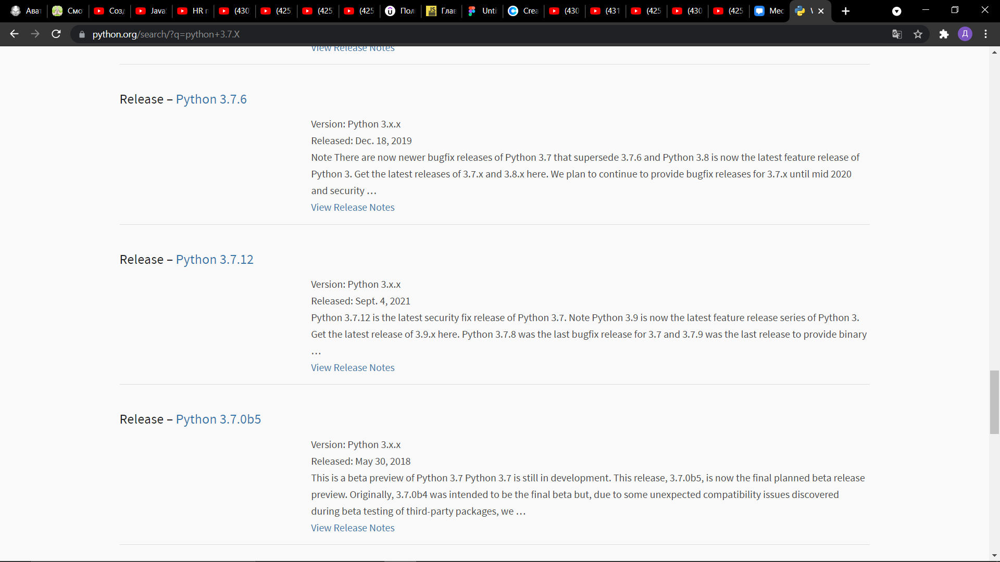 Ават
Смо
Созд
Java
HR п
(430
(425
(425
(425
Пол
JS
Глав
Unti
Crea
(430
(431
(425
(430
(425
Мес
python.org/search/?q=python+3.7.X
Д
View Release Notes
Release – Python 3.7.6
Version: Python 3.x.x
Released: Dec. 18, 2019
Note There are now newer bugfix releases of Python 3.7 that supersede 3.7.6 and Python 3.8 is now the latest feature release of
Python 3. Get the latest releases of 3.7.x and 3.8.x here. We plan to continue to provide bugfix releases for 3.7.x until mid 2020
and security …
View Release Notes
Release – Python 3.7.12
Version: Python 3.x.x
Released: Sept. 4, 2021
Python 3.7.12 is the latest security fix release of Python 3.7. Note Python 3.9 is now the latest feature release series of Python 3.
Get the latest release of 3.9.x here. Python 3.7.8 was the last bugfix release for 3.7 and 3.7.9 was the last release to provide binary
…
View Release Notes
Release – Python 3.7.0b5
Version: Python 3.x.x
Released: May 30, 2018
This is a beta preview of Python 3.7 Python 3.7 is still in development. This release, 3.7.0b5, is now the final planned beta release
preview. Originally, 3.7.0b4 was intended to be the final beta but, due to some unexpected compatibility issues discovered
during beta testing of third-party packages, we …
View Release Notes